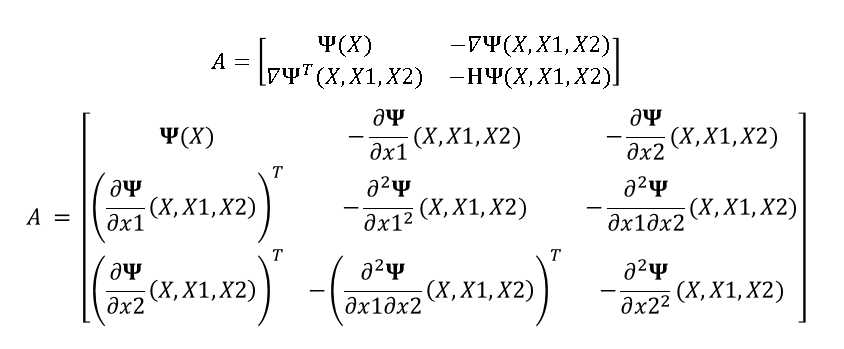 A = [ 𝚿(X)   −∇𝚿(X, X1, X2)
∇𝚿ᵀ(X, X1, X2)   −𝐇𝚿(X, X1, X2) ]
A = [ 𝚿(X)   −∂𝚿/∂x1 (X, X1, X2)   −∂𝚿/∂x2 (X, X1, X2)
(∂𝚿/∂x1 (X, X1, X2))ᵀ   −∂²𝚿/∂x1² (X, X1, X2)   −∂²𝚿/∂x1∂x2 (X, X1, X2)
(∂𝚿/∂x2 (X, X1, X2))ᵀ   −(∂²𝚿/∂x1∂x2 (X, X1, X2))ᵀ   −∂²𝚿/∂x2² (X, X1, X2) ]